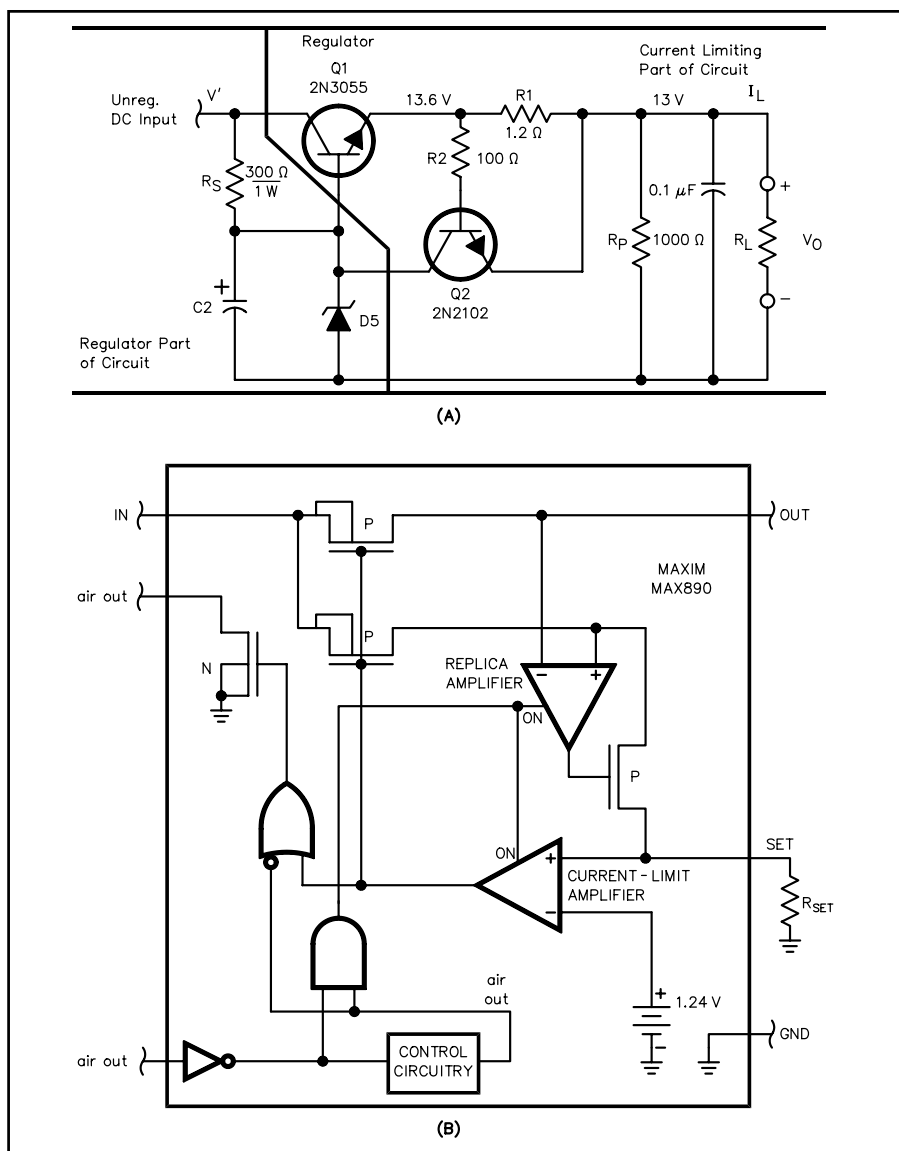 Regulator
Q1
2N3055
Current Limiting
Part of Circuit
Unreg.
DC Input
V'
13.6 V
R1
1.2 Ω
13 V
I_L
R_S
300 Ω
1 W
R2
100 Ω
0.1 μF
+
R_P
1000 Ω
R_L
V_O
C2
+
D5
Q2
2N2102
-
Regulator Part
of Circuit
(A)
IN
P
OUT
MAXIM
MAX890
air out
P
N
REPLICA
AMPLIFIER
-
+
ON
P
SET
ON
+
CURRENT-LIMIT
AMPLIFIER
-
R_SET
air
out
+
1.24 V
-
GND
air out
CONTROL
CIRCUITRY
(B)